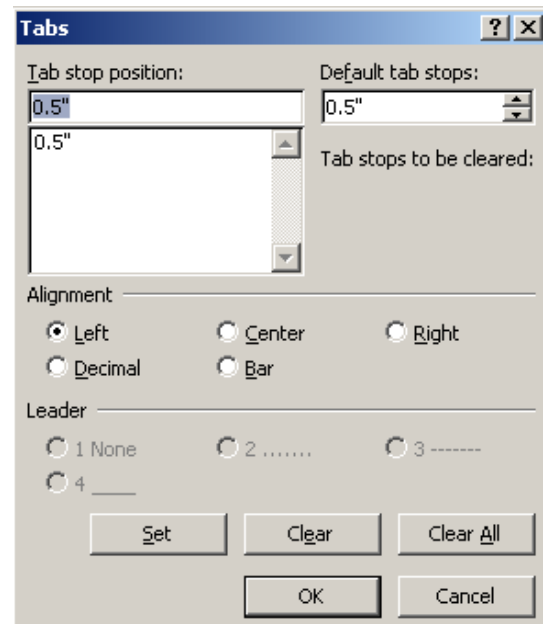 Tabs
Tab stop position: Default tab stops:
0.5" 0.5"
0.5"
Tab stops to be cleared:
Alignment
Left Center Right
Decimal Bar
Leader
1 None 2 ....... 3 -------
4 ____
Set Clear Clear All
OK Cancel